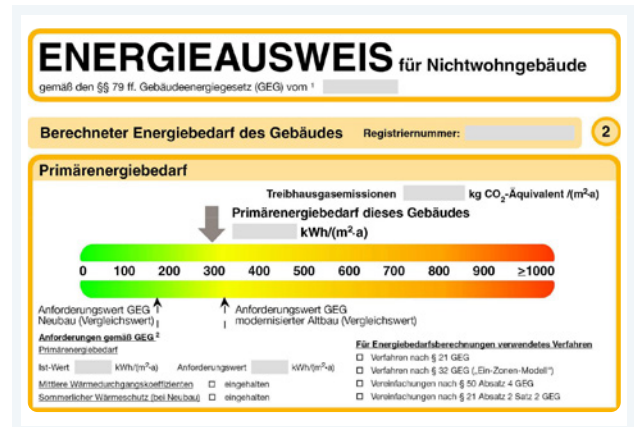 ENERGIEAUSWEIS für Nichtwohngebäude
gemäß den §§ 79 ff. Gebäudeenergiegesetz (GEG) vom ¹
Berechneter Energiebedarf des Gebäudes Registriernummer: 2
Primärenergiebedarf
Treibhausgasemissionen kg CO₂-Äquivalent /(m²·a)
Primärenergiebedarf dieses Gebäudes
kWh/(m²·a)
0 100 200 300 400 500 600 700 800 900 ≥1000
Anforderungswert GEG Neubau (Vergleichswert)
Anforderungswert GEG modernisierter Altbau (Vergleichswert)
Anforderungen gemäß GEG ²
Primärenergiebedarf
Ist-Wert kWh/(m²·a) Anforderungswert kWh/(m²·a)
Mittlere Wärmedurchgangskoeffizienten □ eingehalten
Sommerlicher Wärmeschutz (bei Neubau) □ eingehalten
Für Energiebedarfsberechnungen verwendetes Verfahren
□ Verfahren nach § 21 GEG
□ Verfahren nach § 32 GEG („Ein-Zonen-Modell")
□ Vereinfachungen nach § 50 Absatz 4 GEG
□ Vereinfachungen nach § 21 Absatz 2 Satz 2 GEG